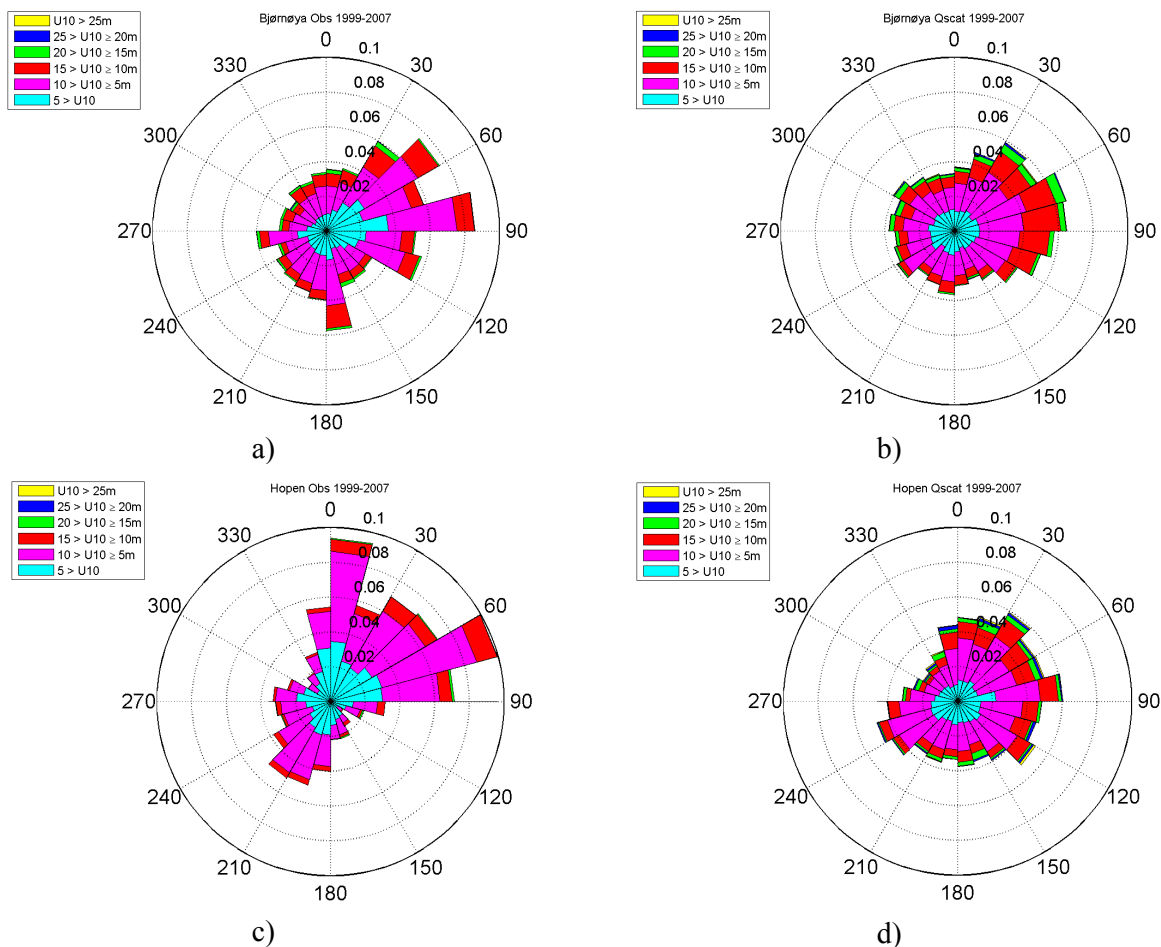 U10 > 25m
25 > U10 ≥ 20m
20 > U10 ≥ 15m
15 > U10 ≥ 10m
10 > U10 ≥ 5m
5 > U10
Bjørnøya Obs 1999-2007
0
0.1
330
30
0.08
300
0.06
60
0.04
0.02
270
90
240
120
210
150
180
a)
U10 > 25m
25 > U10 ≥ 20m
20 > U10 ≥ 15m
15 > U10 ≥ 10m
10 > U10 ≥ 5m
5 > U10
Bjørnøya Qscat 1999-2007
0
0.1
330
30
0.08
300
0.06
60
0.04
0.02
270
90
240
120
210
150
180
b)
U10 > 25m
25 > U10 ≥ 20m
20 > U10 ≥ 15m
15 > U10 ≥ 10m
10 > U10 ≥ 5m
5 > U10
Hopen Obs 1999-2007
0
0.1
330
30
0.08
300
0.06
60
0.04
0.02
270
90
240
120
210
150
180
c)
U10 > 25m
25 > U10 ≥ 20m
20 > U10 ≥ 15m
15 > U10 ≥ 10m
10 > U10 ≥ 5m
5 > U10
Hopen Qscat 1999-2007
0
0.1
330
30
0.08
300
0.06
60
0.04
0.02
270
90
240
120
210
150
180
d)